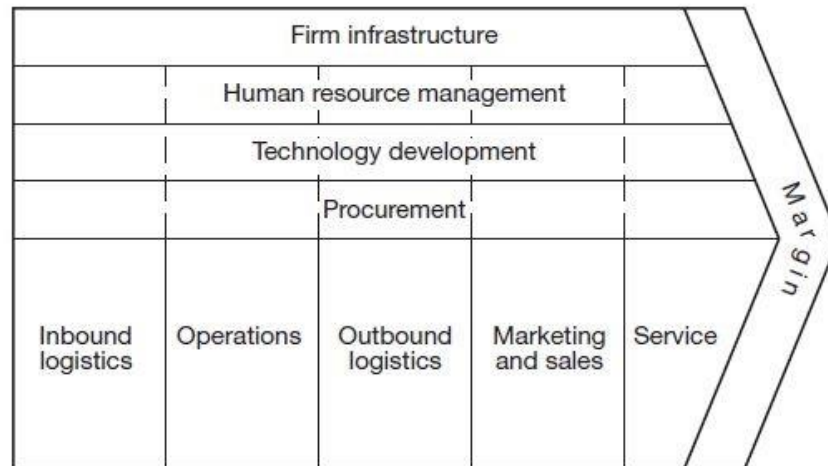 Firm infrastructure
Human resource management
Technology development
Procurement
Inbound
logistics
Operations
Outbound
logistics
Marketing
and sales
Service
Margin